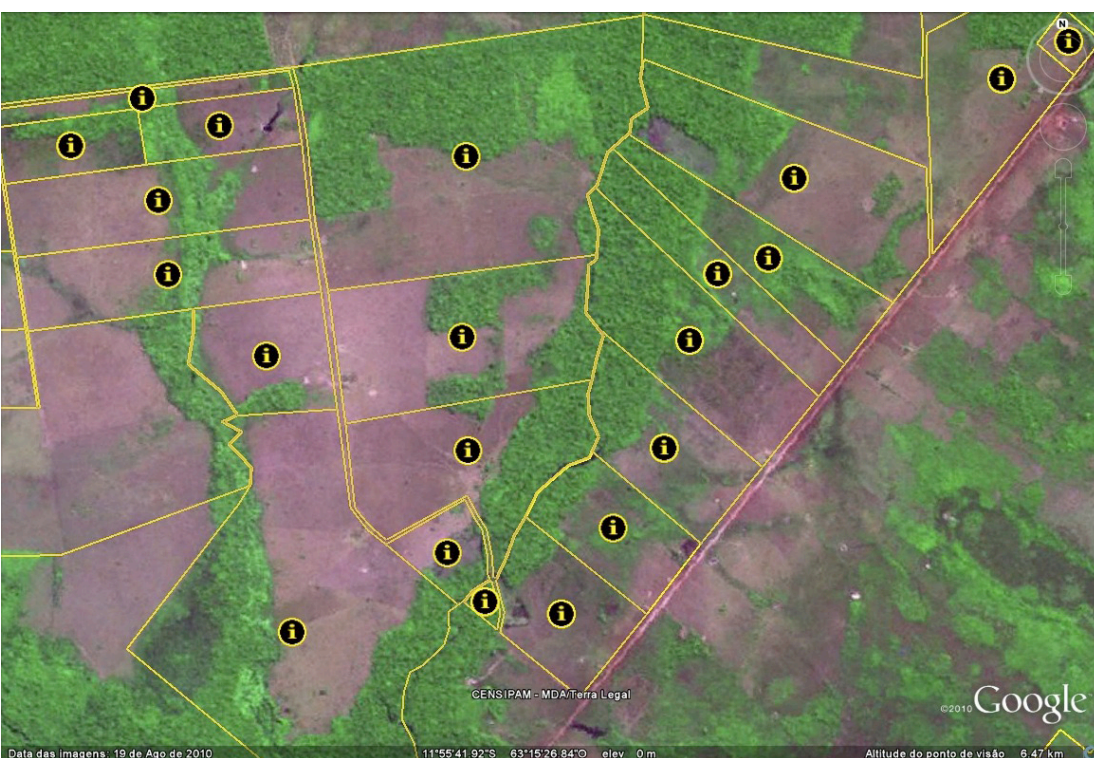 N
CENSIPAM - MDA/Terra Legal
©2010 Google
Data das imagens: 19 de Ago de 2010 11°55'41.92"S 63°15'26.84"O elev 0 m Altitude do ponto de visão 6.47 km